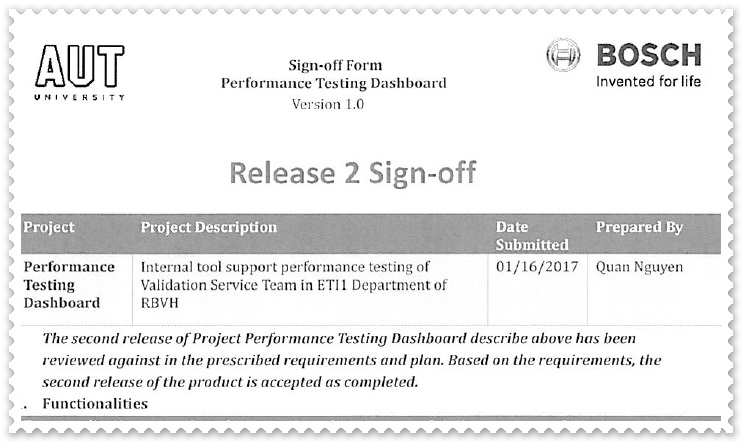 AUT
UNIVERSITY
Sign-off Form
Performance Testing Dashboard
Version 1.0
BOSCH
Invented for life
Release 2 Sign-off
Project Project Description Date Submitted Prepared By
Performance Testing Dashboard
Internal tool support performance testing of
Validation Service Team in ETI1 Department of
RBVH
01/16/2017
Quan Nguyen
The second release of Project Performance Testing Dashboard describe above has been
reviewed against in the prescribed requirements and plan. Based on the requirements, the
second release of the product is accepted as completed.
. Functionalities